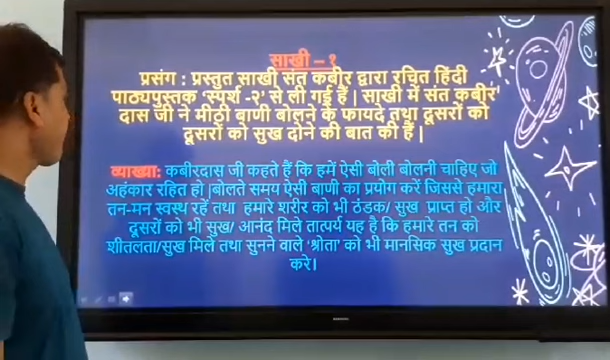 साखी – १
प्रसंग : प्रस्तुत साखी संत कबीर द्वारा रचित हिंदी
पाठ्यपुस्तक 'स्पर्श -२' से ली गई हैं | साखी में संत कबीर
दास जी ने मीठी बाणी बोलने के फायदे तथा दूसरों को
दूसरों को सुख दोने की बात की हैं |
व्याख्या: कबीरदास जी कहते हैं कि हमें ऐसी बोली बोलनी चाहिए जो
अहंकार रहित हो |बोलते समय ऐसी बाणी का प्रयोग करें जिससे हमारा
तन-मन स्वस्थ रहें तथा हमारे शरीर को भी ठंडक/ सुख प्राप्त हो और
दूसरों को भी सुख/ आनंद मिले तात्पर्य यह है कि हमारे तन को
शीतलता/सुख मिले तथा सुनने वाले 'श्रोता' को भी मानसिक सुख प्रदान
करे।